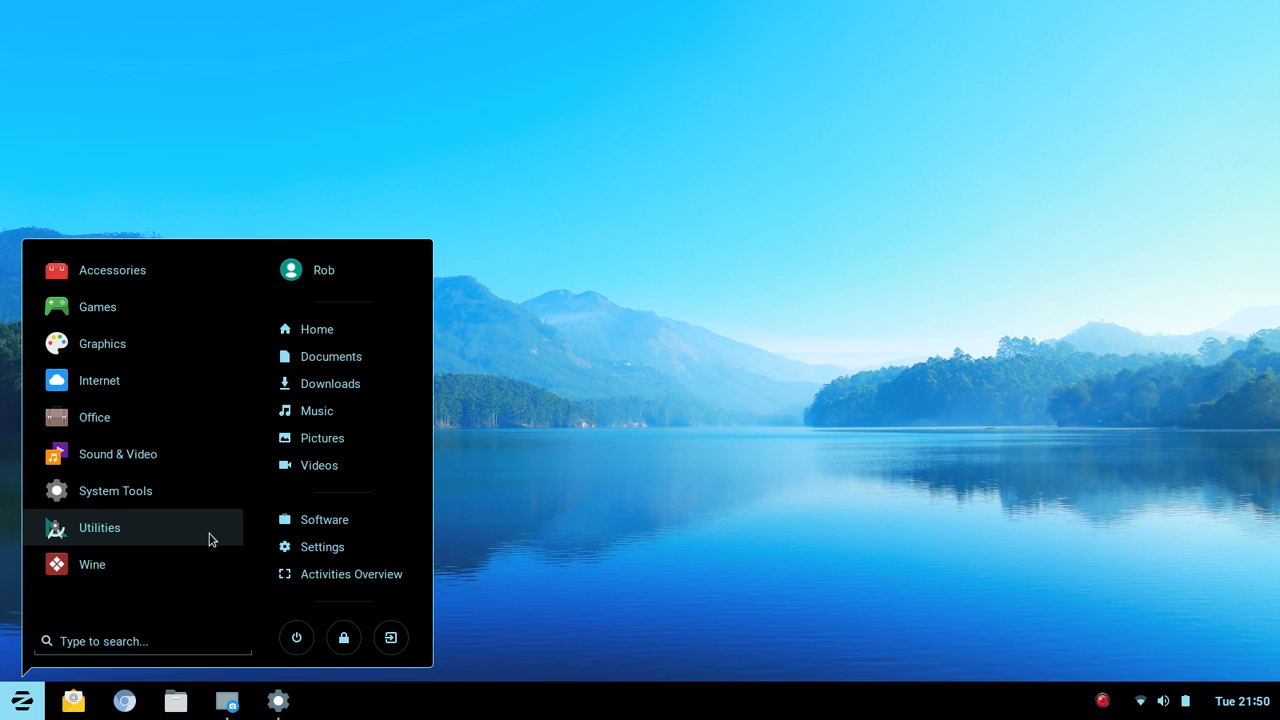 Accessories
Games
Graphics
Internet
Office
Sound & Video
System Tools
Utilities
Wine
Type to search...
Rob
Home
Documents
Downloads
Music
Pictures
Videos
Software
Settings
Activities Overview
Tue 21:50